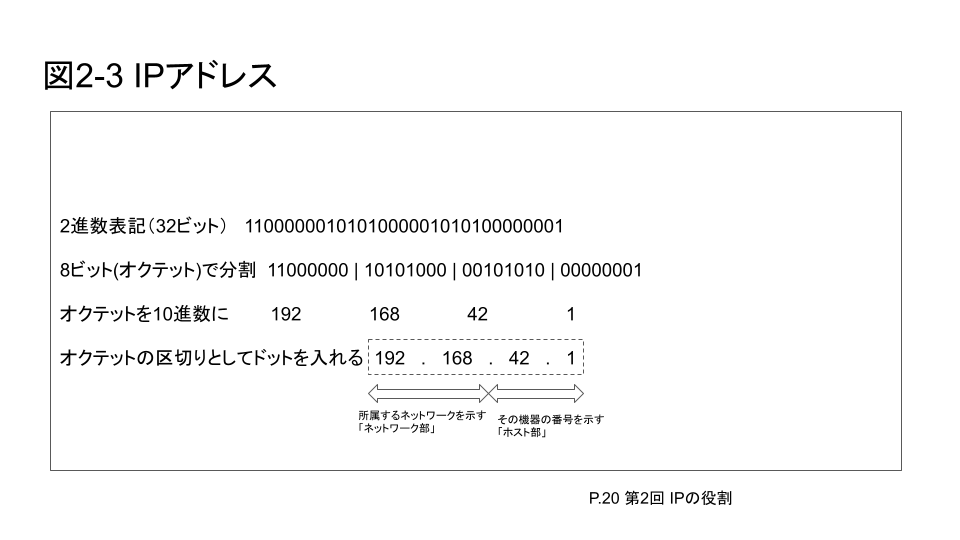 図2-3 IPアドレス
2進数表記（32ビット） 11000000101010000010101000000001
8ビット(オクテット)で分割 11000000 | 10101000 | 00101010 | 00000001
オクテットを10進数に 192 168 42 1
オクテットの区切りとしてドットを入れる 192 . 168 . 42 . 1
所属するネットワークを示す
「ネットワーク部」
その機器の番号を示す
「ホスト部」
P.20 第2回 IPの役割